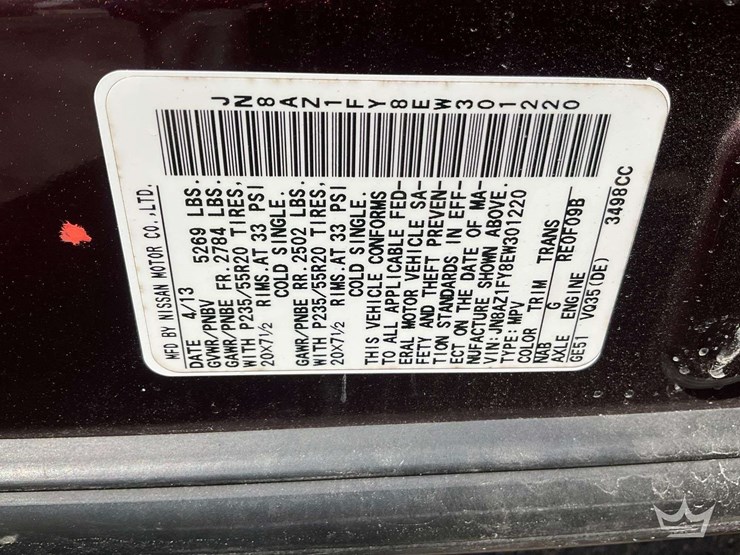 JN8AZ1FY8EW301220
MFD BY NISSAN MOTOR CO.,LTD.
DATE 4/13
GVWR/PNBV 5269 LBS.
GAWR/PNBE FR. 2784 LBS.
WITH P235/55R20 TIRES,
20X7½ RIMS.AT 33 PSI
COLD SINGLE.
GAWR/PNBE RR. 2502 LBS.
WITH P235/55R20 TIRES,
20X7½ RIMS.AT 33 PSI
COLD SINGLE.
THIS VEHICLE CONFORMS
TO ALL APPLICABLE FED-
ERAL MOTOR VEHICLE SA-
FETY AND THEFT PREVEN-
TION STANDARDS IN EFF-
ECT ON THE DATE OF MA-
NUFACTURE SHOWN ABOVE.
VIN: JN8AZ1FY8EW301220
TYPE: MPV
COLOR TRIM TRANS
NAB G RE0F09B
AXLE ENGINE
GE51 VQ35(DE) 3498CC